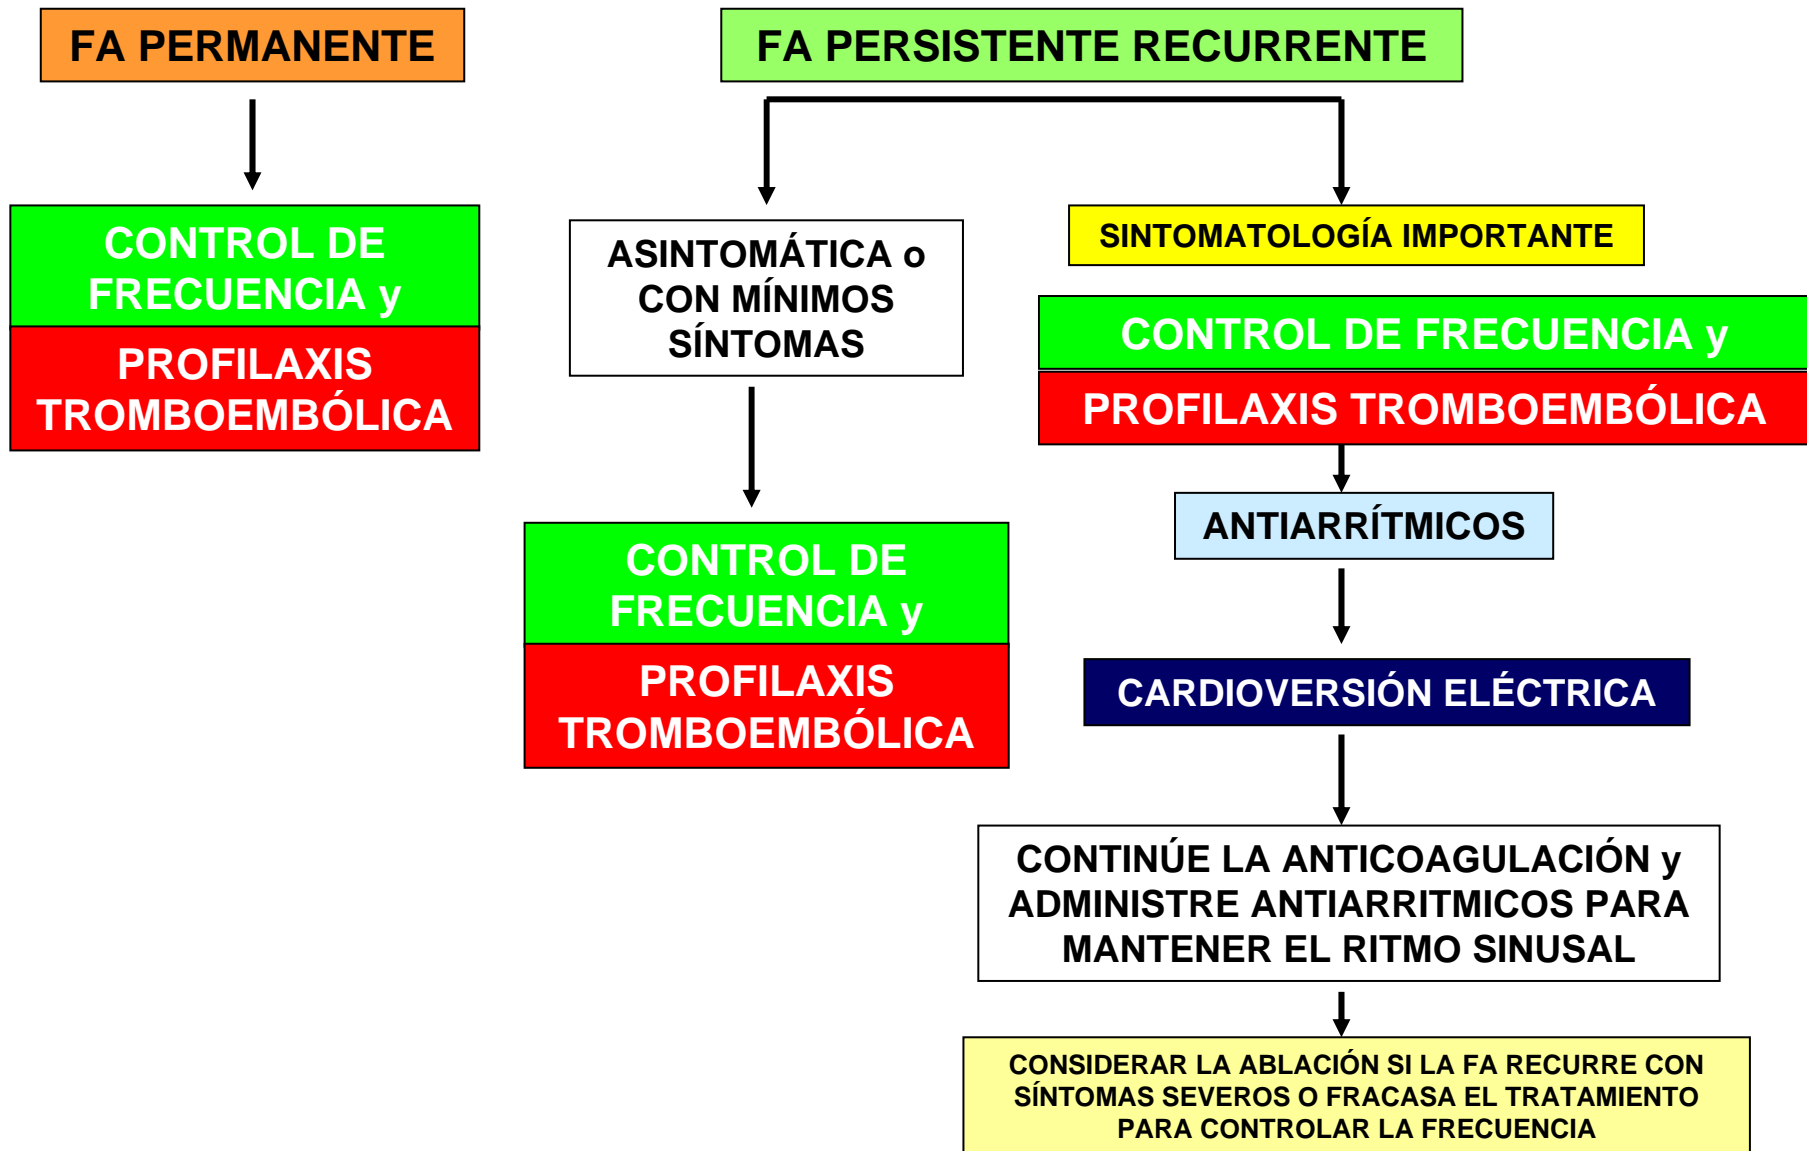 FA PERMANENTE
CONTROL DE
FRECUENCIA y
PROFILAXIS
TROMBOEMBÓLICA
FA PERSISTENTE RECURRENTE
ASINTOMÁTICA o
CON MÍNIMOS
SÍNTOMAS
CONTROL DE
FRECUENCIA y
PROFILAXIS
TROMBOEMBÓLICA
SINTOMATOLOGÍA IMPORTANTE
CONTROL DE FRECUENCIA y
PROFILAXIS TROMBOEMBÓLICA
ANTIARRÍTMICOS
CARDIOVERSIÓN ELÉCTRICA
CONTINÚE LA ANTICOAGULACIÓN y
ADMINISTRE ANTIARRITMICOS PARA
MANTENER EL RITMO SINUSAL
CONSIDERAR LA ABLACIÓN SI LA FA RECURRE CON
SÍNTOMAS SEVEROS O FRACASA EL TRATAMIENTO
PARA CONTROLAR LA FRECUENCIA